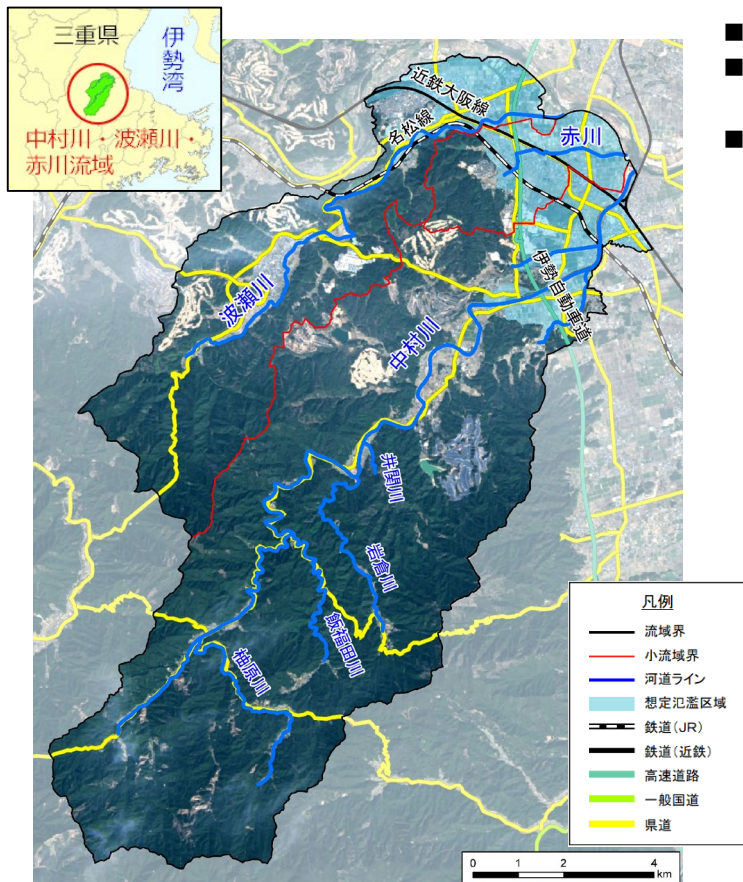 三重県
伊勢湾
中村川・波瀬川・
赤川流域
近鉄大阪線
名松線
赤川
波瀬川
伊勢自動車道
中村川
井関川
岩倉川
飯福田川
柚原川
凡例
流域界
小流域界
河道ライン
想定氾濫区域
鉄道(JR)
鉄道(近鉄)
高速道路
一般国道
県道
0 1 2 4
km